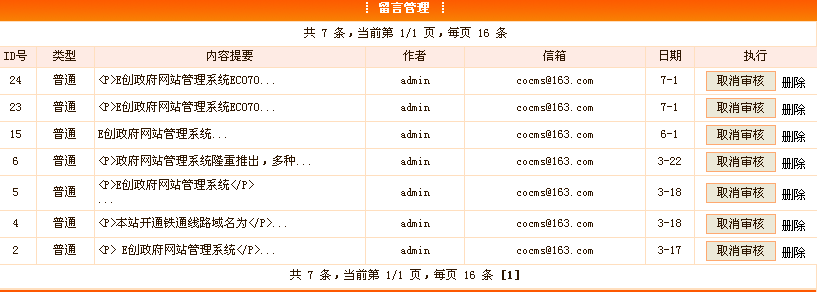 留言管理
共 7 条,当前第 1/1 页,每页 16 条
ID号 类型 内容提要 作者 信箱 日期 执行
24 普通 <P>E创政府网站管理系统ECO70... admin cocms@163.com 7-1 取消审核 删除
23 普通 <P>E创政府网站管理系统ECO70... admin cocms@163.com 7-1 取消审核 删除
15 普通 E创政府网站管理系统... admin cocms@163.com 6-1 取消审核 删除
6 普通 <P>政府网站管理系统隆重推出,多种... admin cocms@163.com 3-22 取消审核 删除
5 普通 <P>E创政府网站管理系统</P> admin cocms@163.com 3-18 取消审核 删除
...
4 普通 <P>本站开通铁通线路域名为</P>... admin cocms@163.com 3-18 取消审核 删除
2 普通 <P> E创政府网站管理系统</P>... admin cocms@163.com 3-17 取消审核 删除
共 7 条,当前第 1/1 页,每页 16 条 [1]